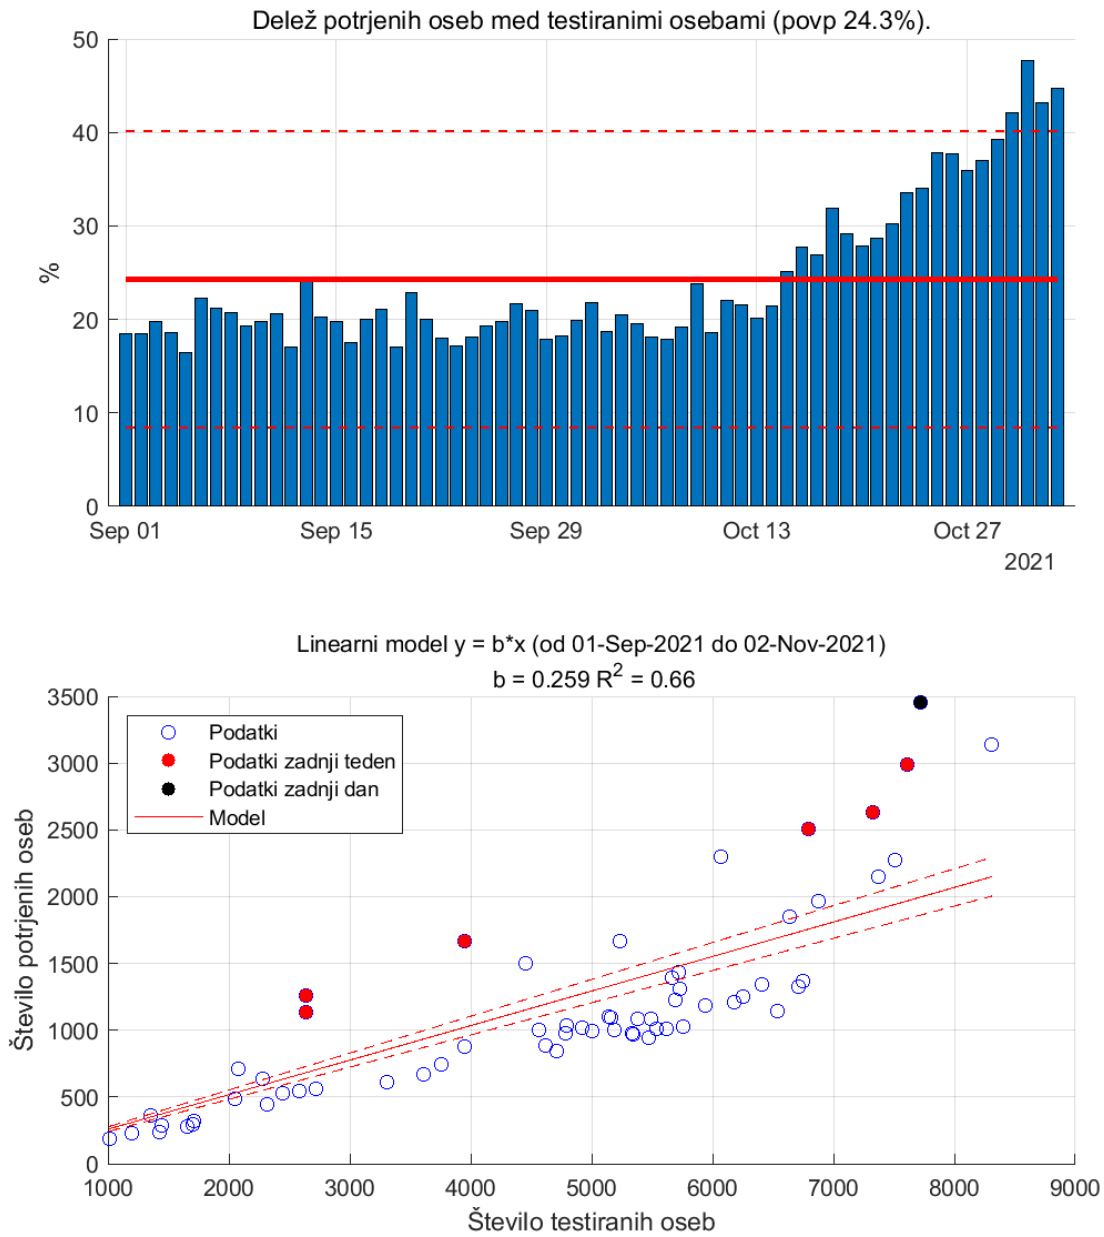 Delež potrjenih oseb med testiranimi osebami (povp 24.3%).
50
40
30
20
10
0
%
Sep 01 Sep 15 Sep 29 Oct 13 Oct 27
2021
Linearni model y = b*x (od 01-Sep-2021 do 02-Nov-2021)
b = 0.259 R² = 0.66
3500
3000
2500
2000
1500
1000
500
0
Število potrjenih oseb
Podatki
Podatki zadnji teden
Podatki zadnji dan
Model
1000 2000 3000 4000 5000 6000 7000 8000 9000
Število testiranih oseb